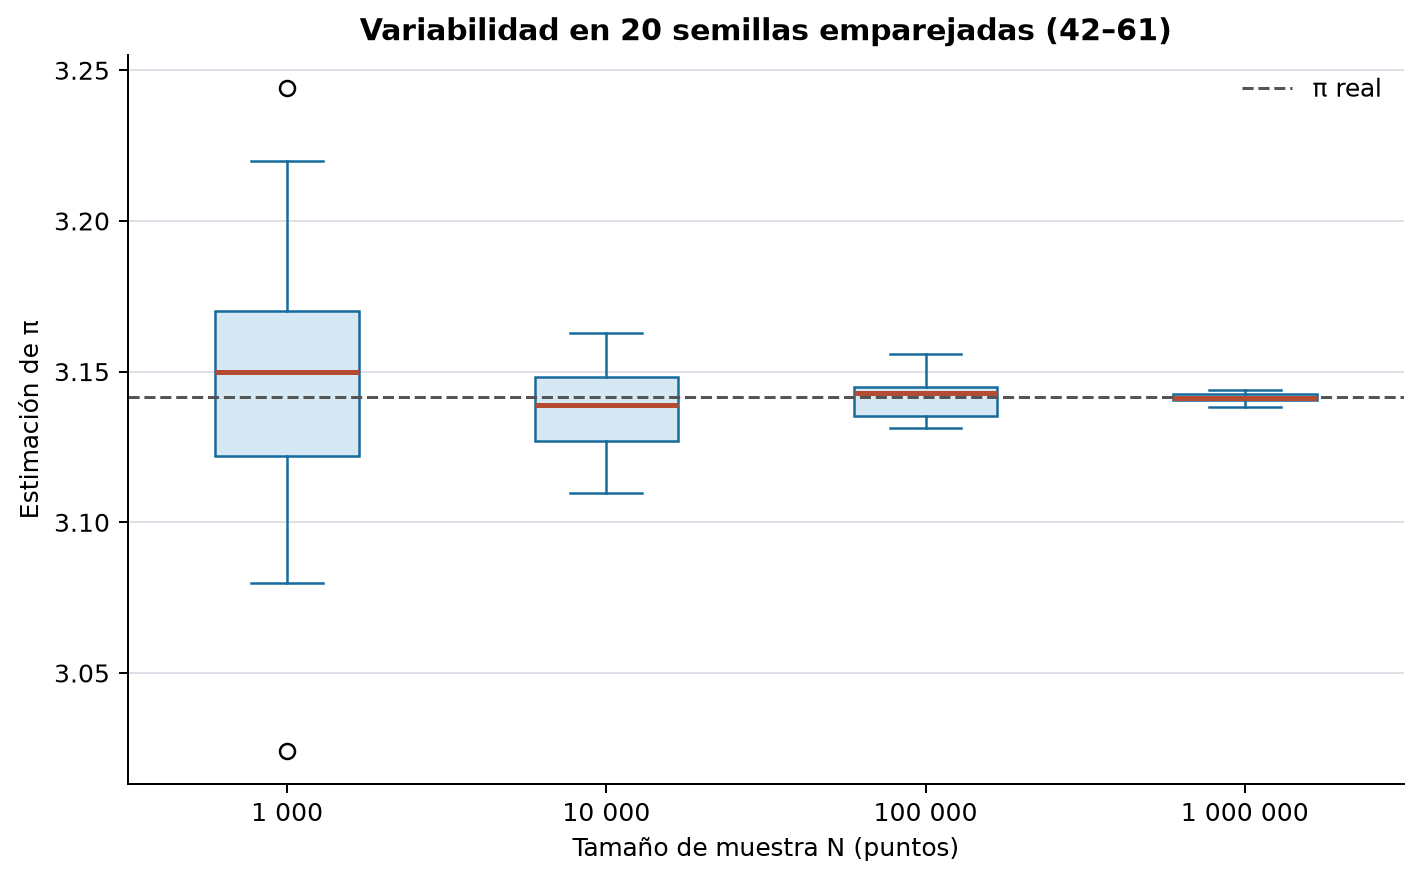 Variabilidad en 20 semillas emparejadas (42–61)
π real
Estimación de π
3.25
3.20
3.15
3.10
3.05
1 000
10 000
100 000
1 000 000
Tamaño de muestra N (puntos)